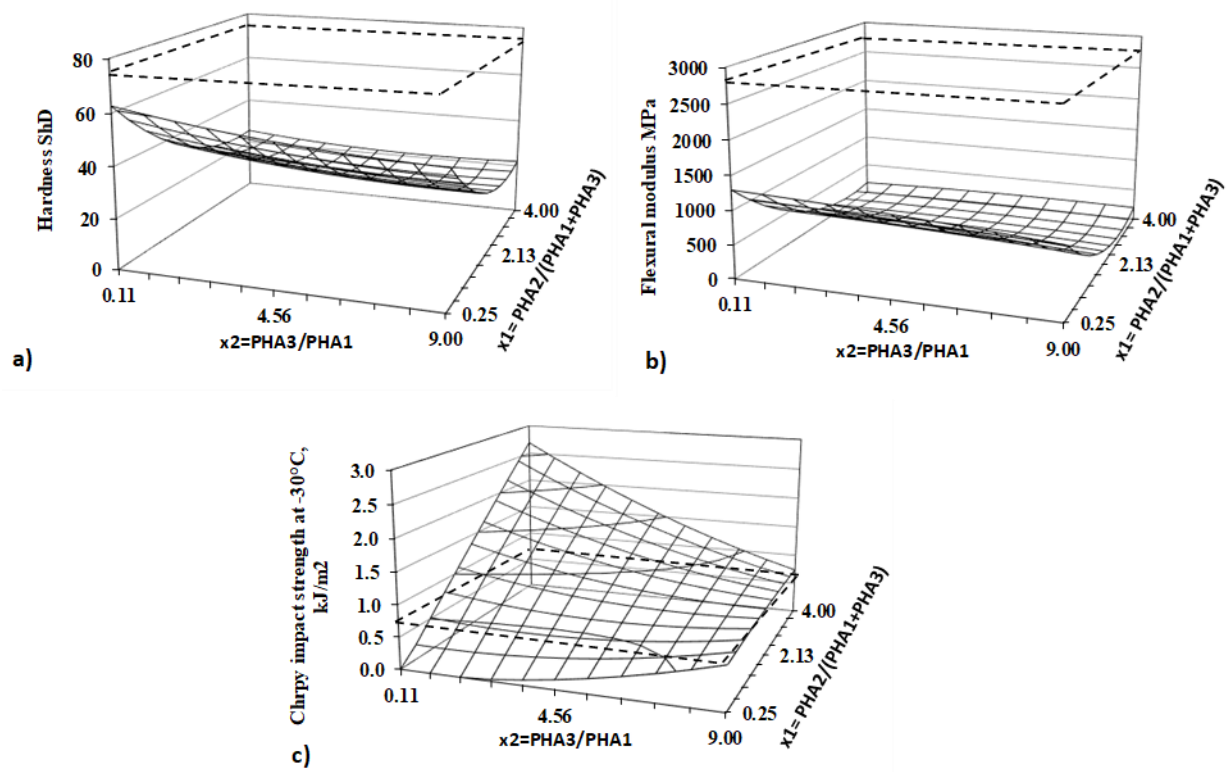 Hardness ShD
80
60
40
20
0
0.11
4.56
9.00
x2=PHA3/PHA1
0.25
2.13
4.00
x1= PHA2/(PHA1+PHA3)
a)
Flexural modulus MPa
3000
2500
2000
1500
1000
500
0
0.11
4.56
9.00
x2=PHA3/PHA1
0.25
2.13
4.00
x1= PHA2/(PHA1+PHA3)
b)
Chrpy impact strength at -30°C,
kJ/m2
3.0
2.5
2.0
1.5
1.0
0.5
0.0
0.11
4.56
9.00
x2=PHA3/PHA1
0.25
2.13
4.00
x1= PHA2/(PHA1+PHA3)
c)